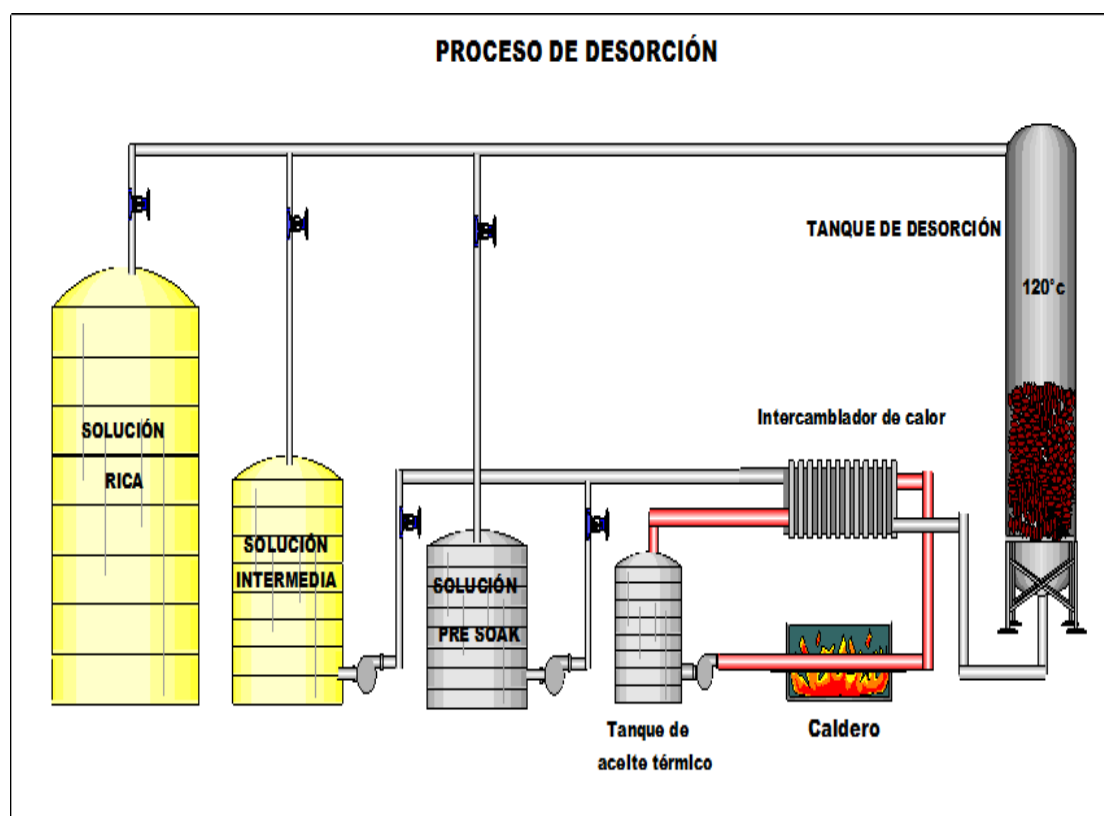 PROCESO DE DESORCIÓN
TANQUE DE DESORCIÓN
120°c
Intercambiador de calor
SOLUCIÓN
RICA
SOLUCIÓN
INTERMEDIA
SOLUCIÓN
PRE SOAK
Tanque de
aceite térmico
Caldero